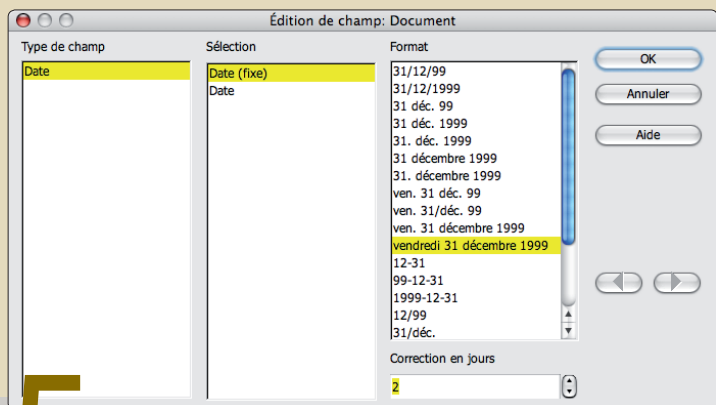 Édition de champ: Document
Type de champ
Date
Sélection
Date (fixe)
Date
Format
31/12/99
31/12/1999
31 déc. 99
31 déc. 1999
31. déc. 1999
31 décembre 1999
31. décembre 1999
ven. 31 déc. 99
ven. 31/déc. 99
ven. 31 décembre 1999
vendredi 31 décembre 1999
12-31
99-12-31
1999-12-31
12/99
31/déc.
Correction en jours
2
OK
Annuler
Aide